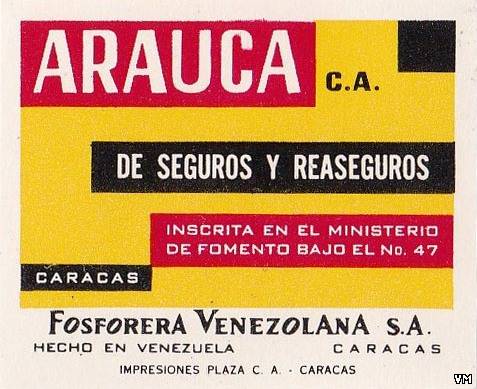 ARAUCA C.A.
DE SEGUROS Y REASEGUROS
INSCRITA EN EL MINISTERIO
DE FOMENTO BAJO EL No. 47
CARACAS
FOSFORERA VENEZOLANA S.A.
HECHO EN VENEZUELA CARACAS
IMPRESIONES PLAZA C. A. - CARACAS
VM